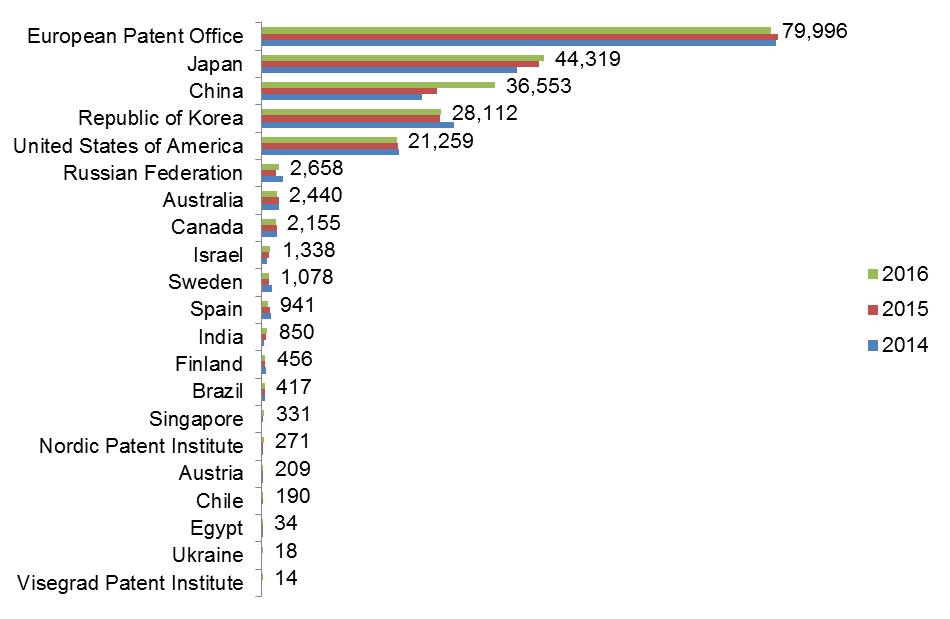 European Patent Office 79,996
Japan 44,319
China 36,553
Republic of Korea 28,112
United States of America 21,259
Russian Federation 2,658
Australia 2,440
Canada 2,155
Israel 1,338
Sweden 1,078
Spain 941
India 850
Finland 456
Brazil 417
Singapore 331
Nordic Patent Institute 271
Austria 209
Chile 190
Egypt 34
Ukraine 18
Visegrad Patent Institute 14
2016
2015
2014